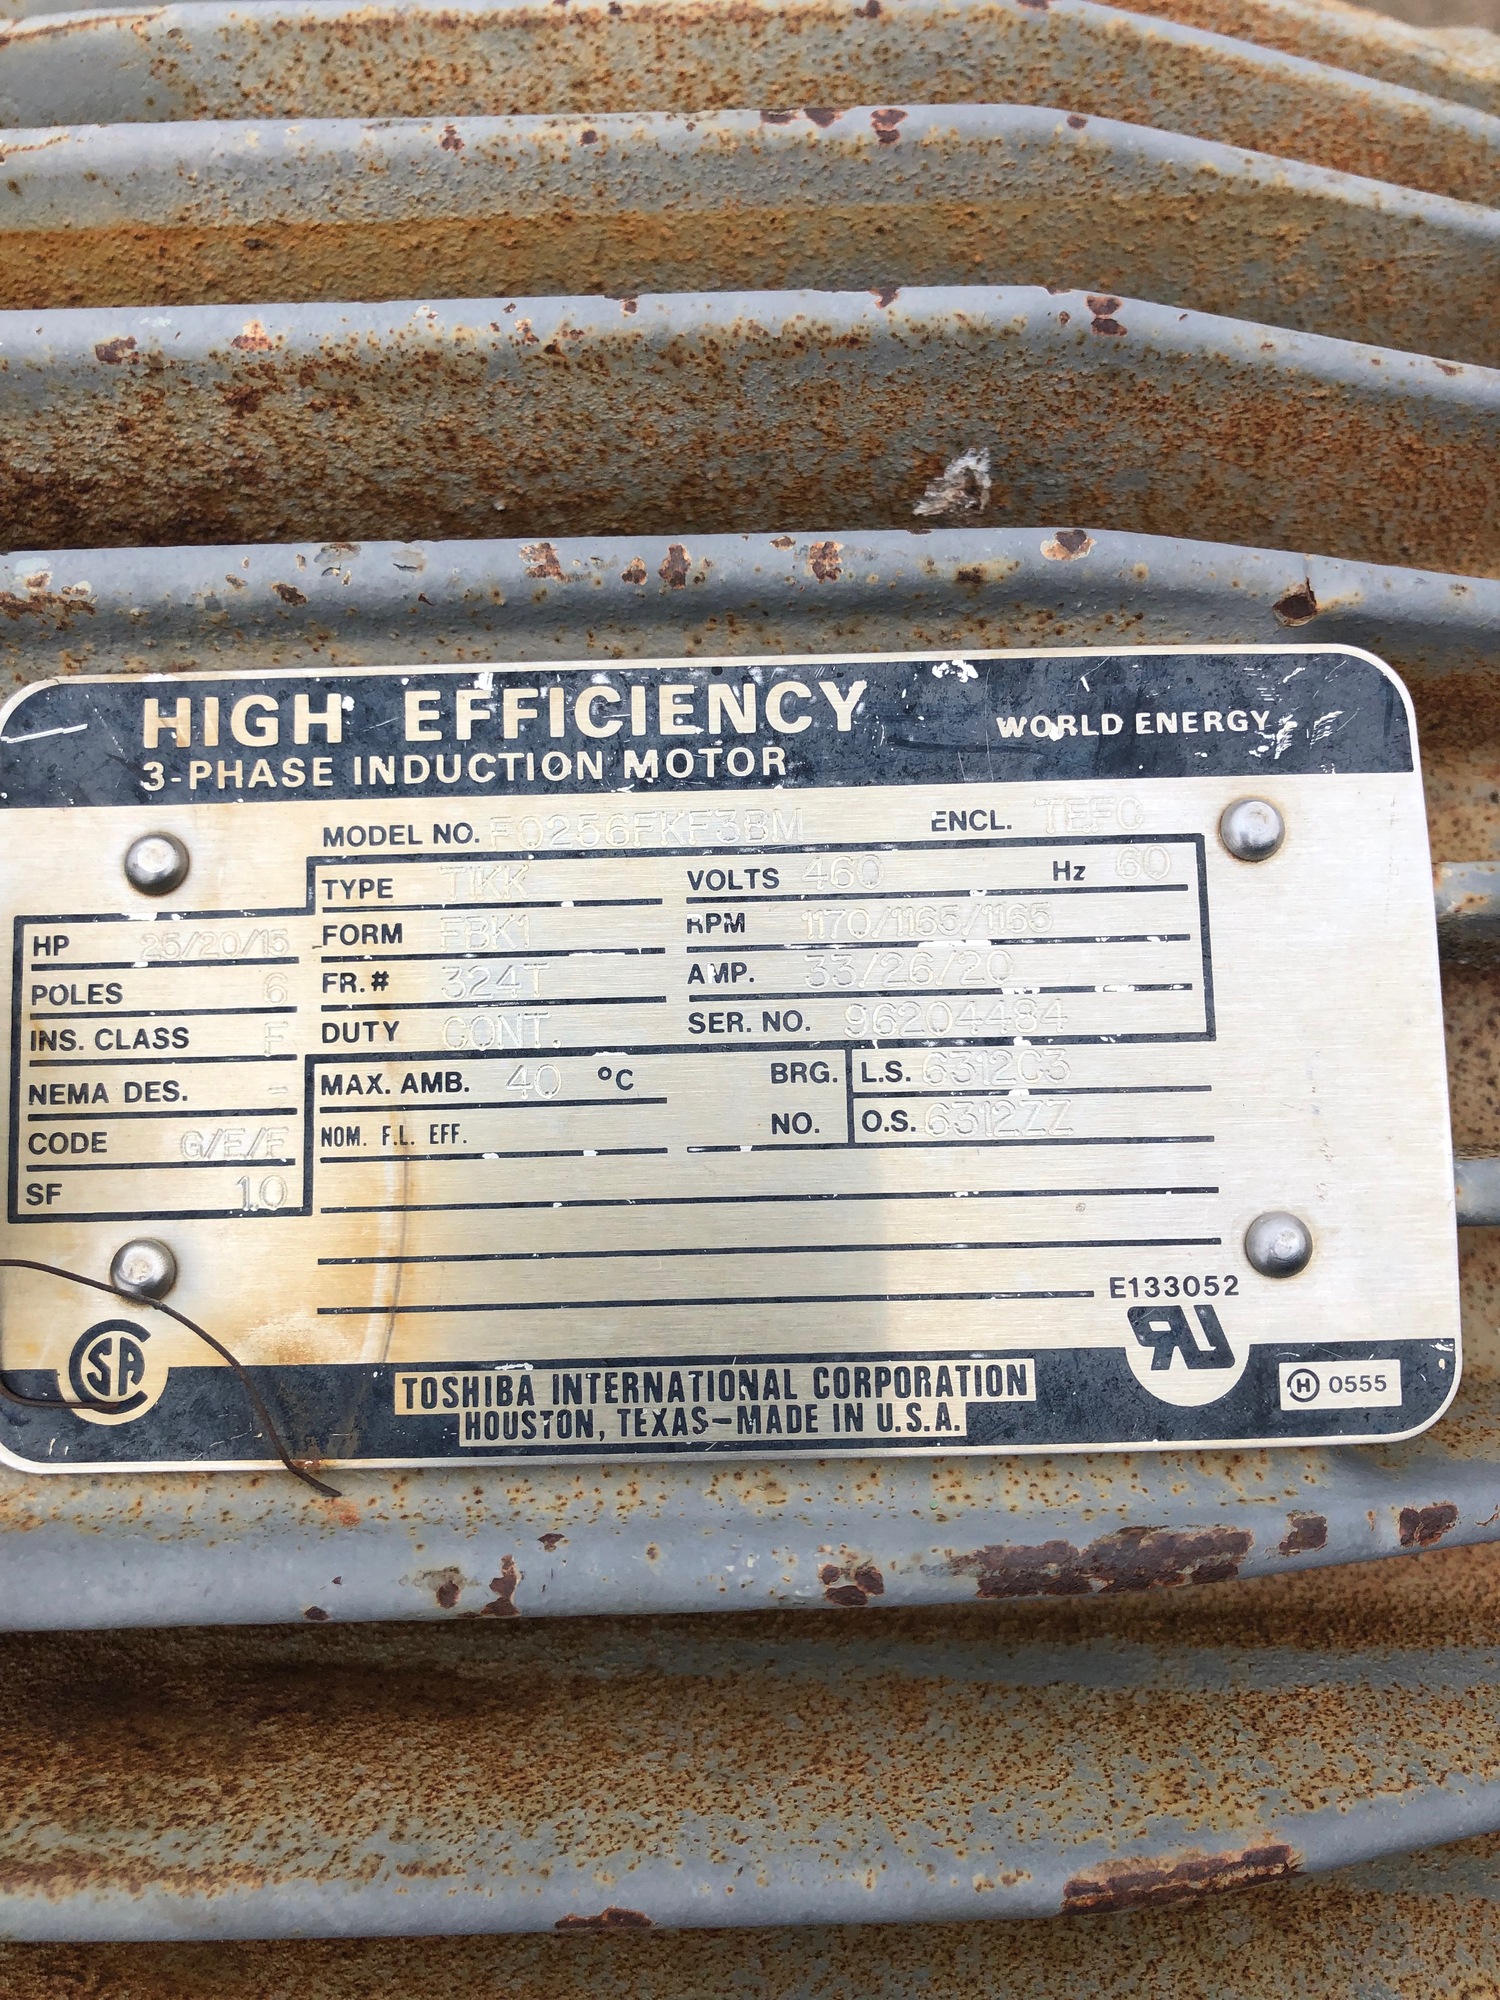 HIGH EFFICIENCY
WORLD ENERGY
3-PHASE INDUCTION MOTOR
MODEL NO. F0256FKF3BM ENCL. TEFC
TYPE TIKK VOLTS 460 Hz 60
HP 25/20/15 FORM FBK1 RPM 1170/1165/1165
POLES 6 FR.# 324T AMP. 33/26/20
INS. CLASS F DUTY CONT. SER. NO. 96204484
NEMA DES. - MAX. AMB. 40 °C BRG. L.S. 6312C3
CODE G/E/F NOM. F.L. EFF. NO. O.S. 6312ZZ
SF 1.0
E133052
CSA
UR
TOSHIBA INTERNATIONAL CORPORATION
HOUSTON, TEXAS-MADE IN U.S.A.
H 0555